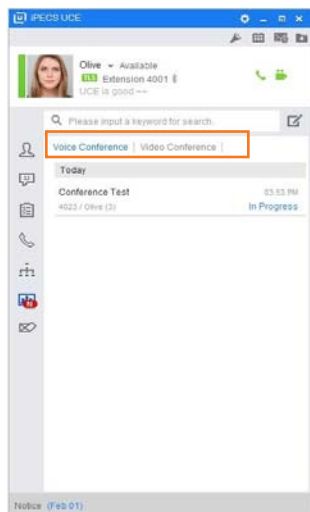 iPECS UCE
Olive Available
TLS Extension 4001
UCE is good ~~
Please input a keyword for search.
Voice Conference | Video Conference |
Today
Conference Test 03:53 PM
4023 / Olive (3) In Progress
Notice (Feb 01)